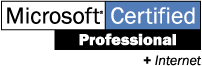 Microsoft® Certified
Professional
+ Internet